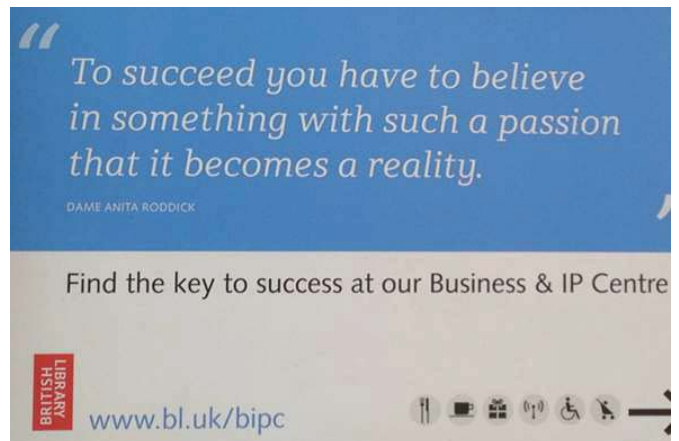 “
To succeed you have to believe
in something with such a passion
that it becomes a reality.
DAME ANITA RODDICK
”
Find the key to success at our Business & IP Centre
BRITISH
LIBRARY
www.bl.uk/bipc